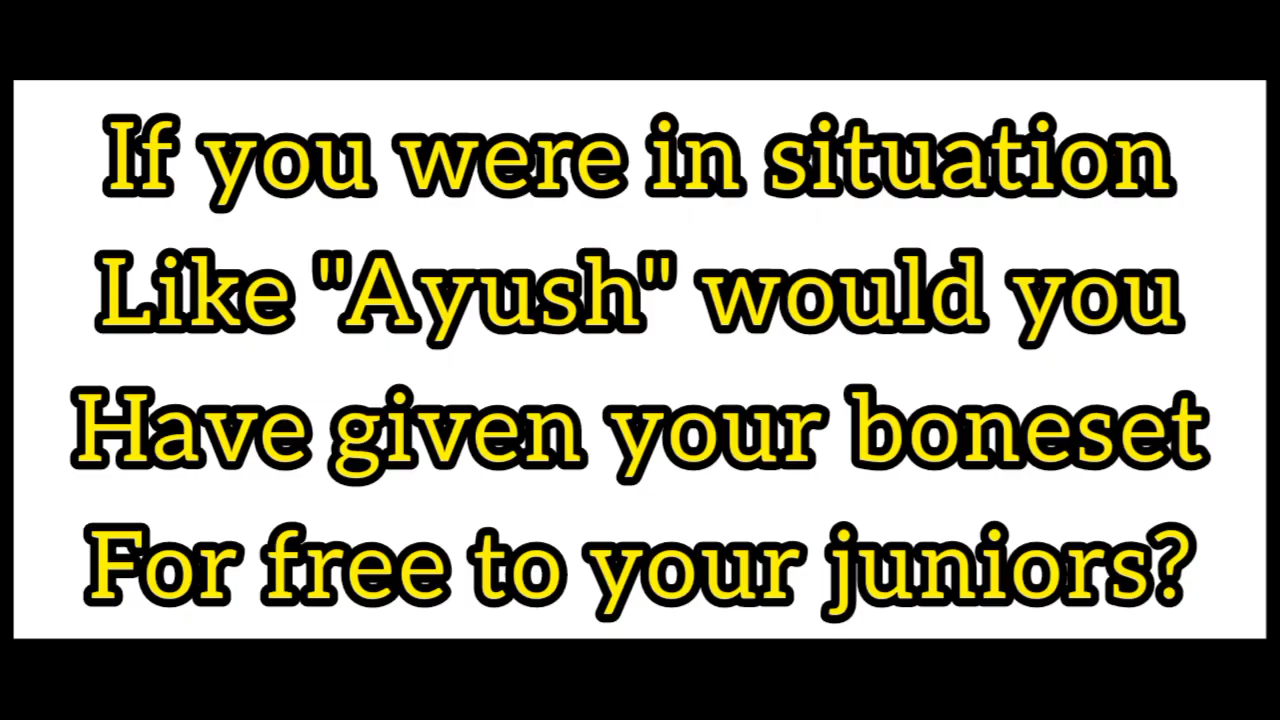 If you were in situation
Like "Ayush" would you
Have given your boneset
For free to your juniors?